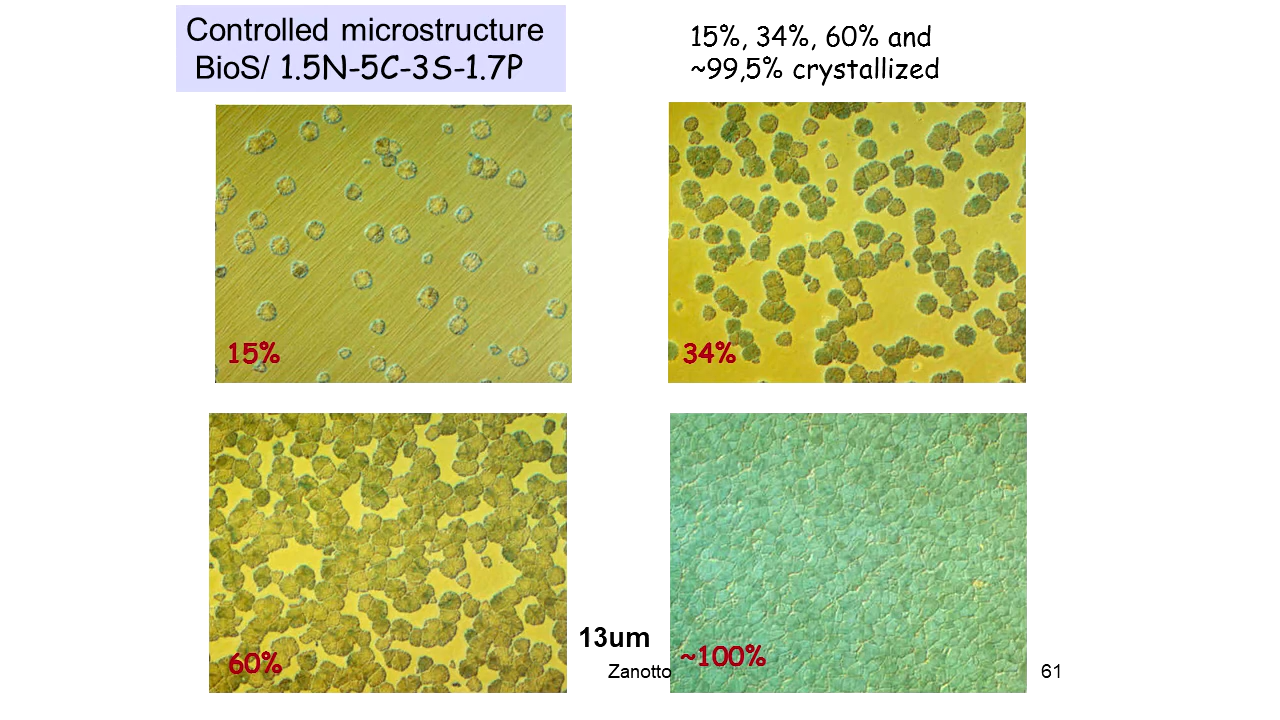 Controlled microstructure
BioS/ 1.5N-5C-3S-1.7P
15%, 34%, 60% and
~99,5% crystallized
15%
34%
60%
13um
~100%
Zanotto
61